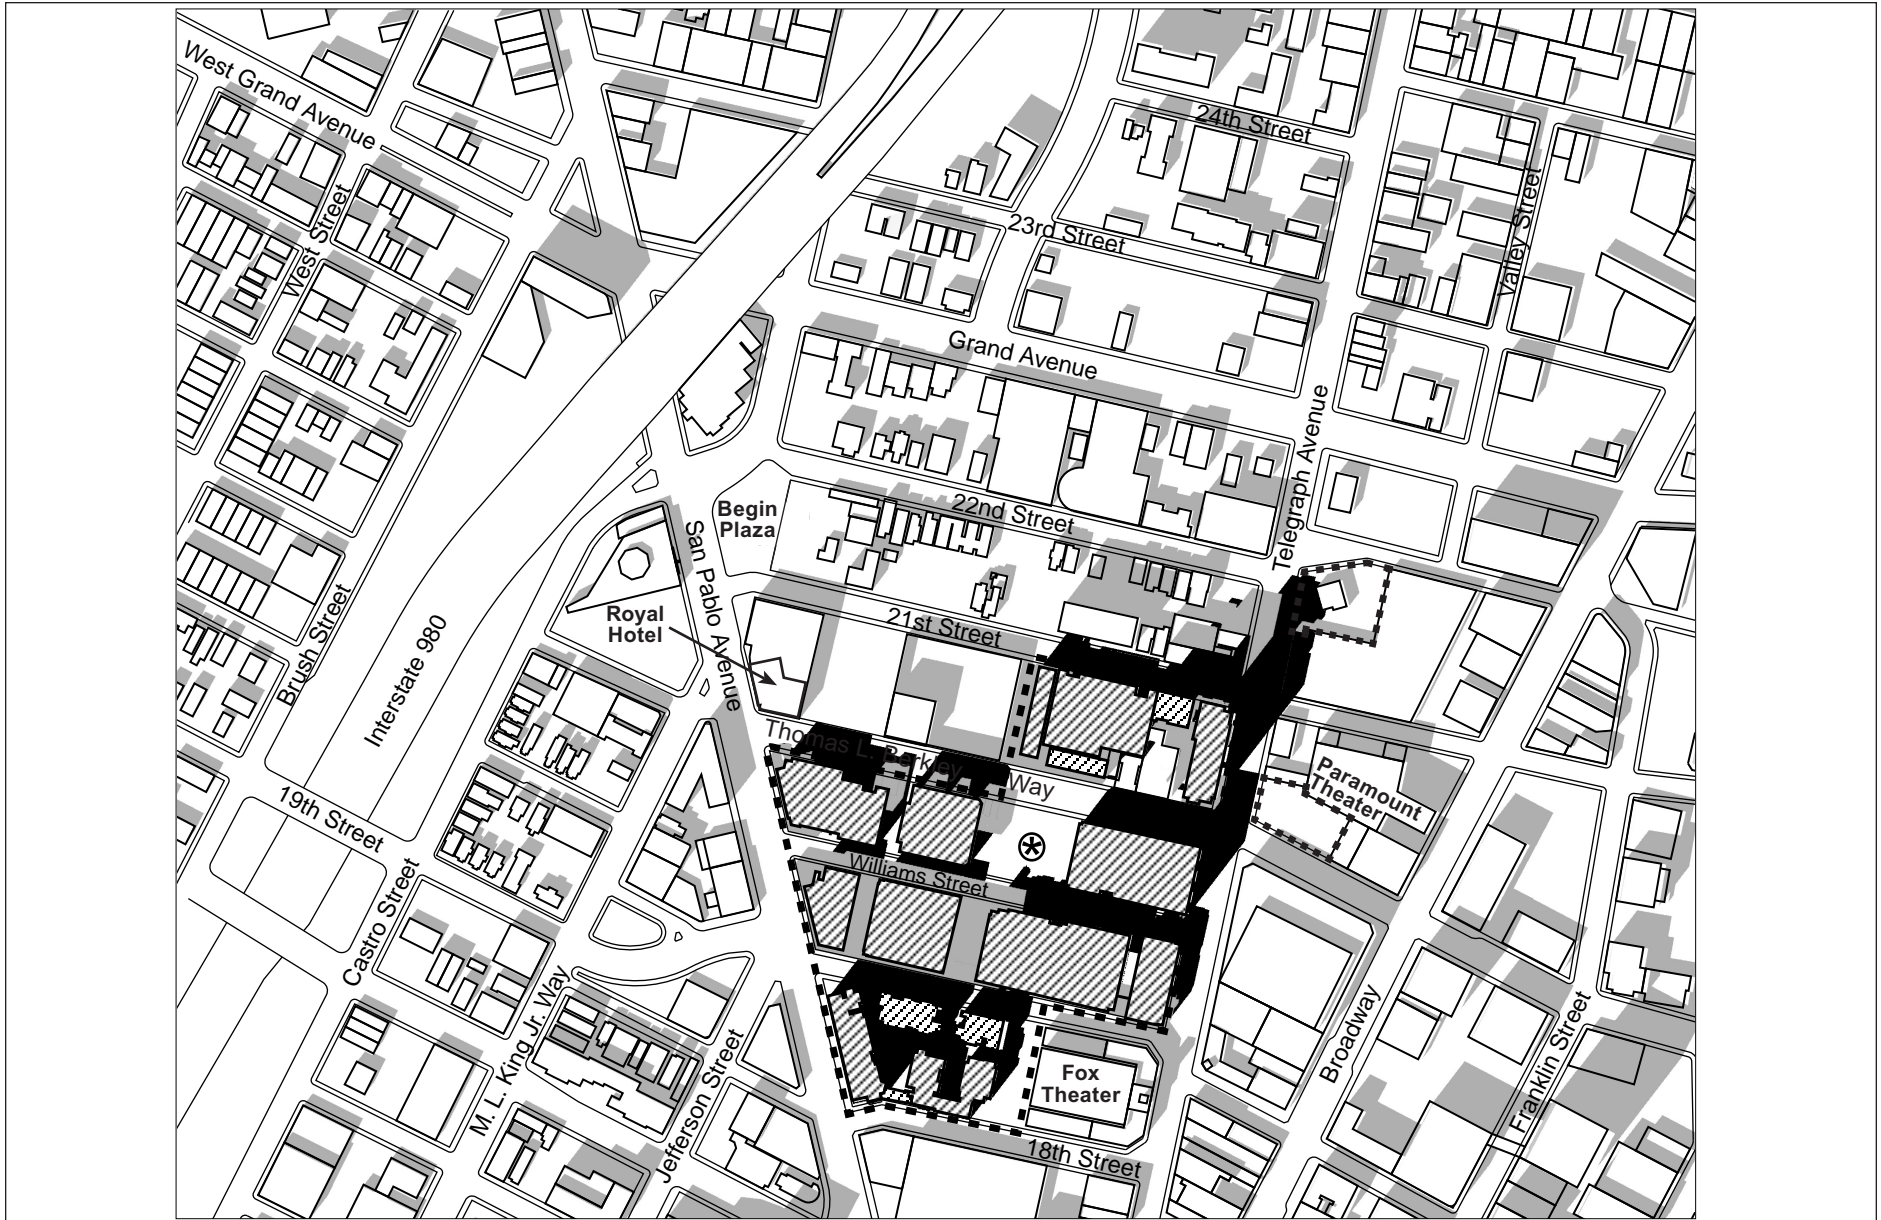 West Grand Avenue
24th Street
West Street
23rd Street
Valley Street
Grand Avenue
Telegraph Avenue
22nd Street
Begin
Plaza
San Pablo Avenue
21st Street
Royal
Hotel
Brush Street
Interstate 980
Thomas L. Berkley
Way
Paramount
Theater
19th Street
*
Williams Street
Castro Street
M. L. King Jr. Way
Jefferson Street
Broadway
Franklin Street
Fox
Theater
18th Street